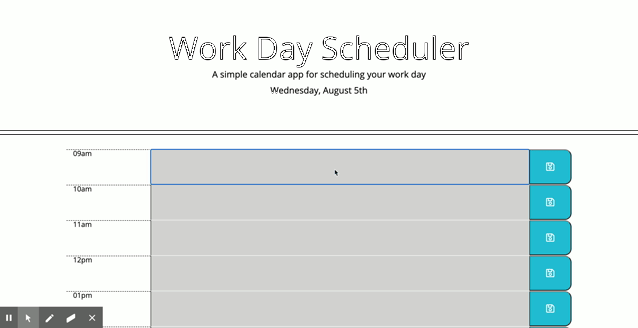 Work Day Scheduler
A simple calendar app for scheduling your work day
Wednesday, August 5th
09am
10am
11am
12pm
01pm